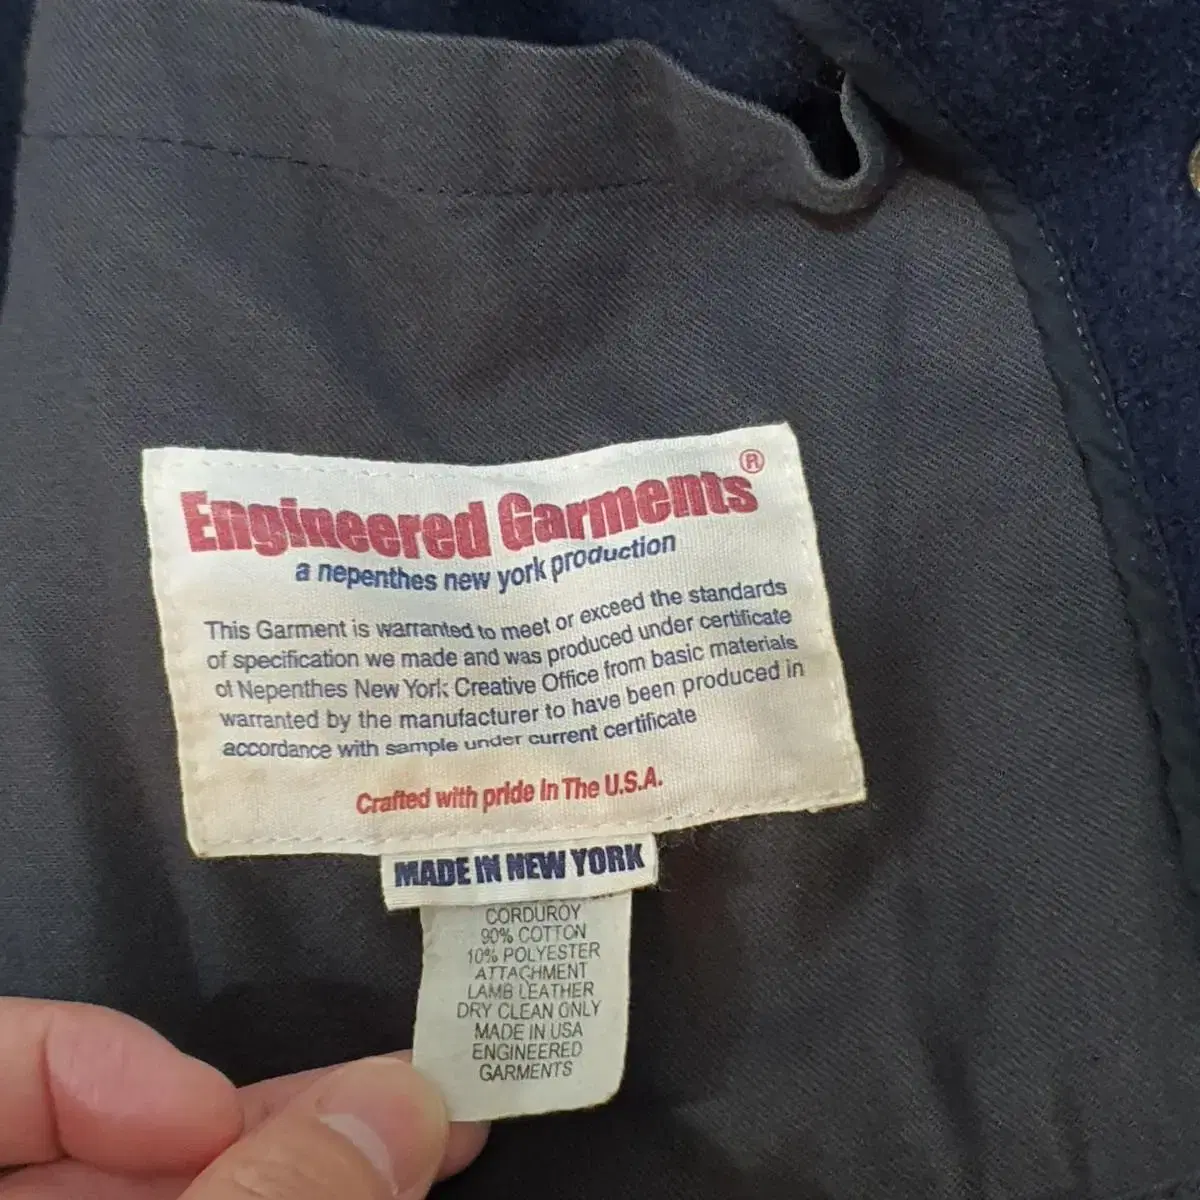 Engineered Garments®
a nepenthes new york production
This Garment is warranted to meet or exceed the standards
of specification we made and was produced under certificate
of Nepenthes New York Creative Office from basic materials
warranted by the manufacturer to have been produced in
accordance with sample under current certificate
Crafted with pride in The U.S.A.
MADE IN NEW YORK
CORDUROY
90% COTTON
10% POLYESTER
ATTACHMENT
LAMB LEATHER
DRY CLEAN ONLY
MADE IN USA
ENGINEERED
GARMENTS